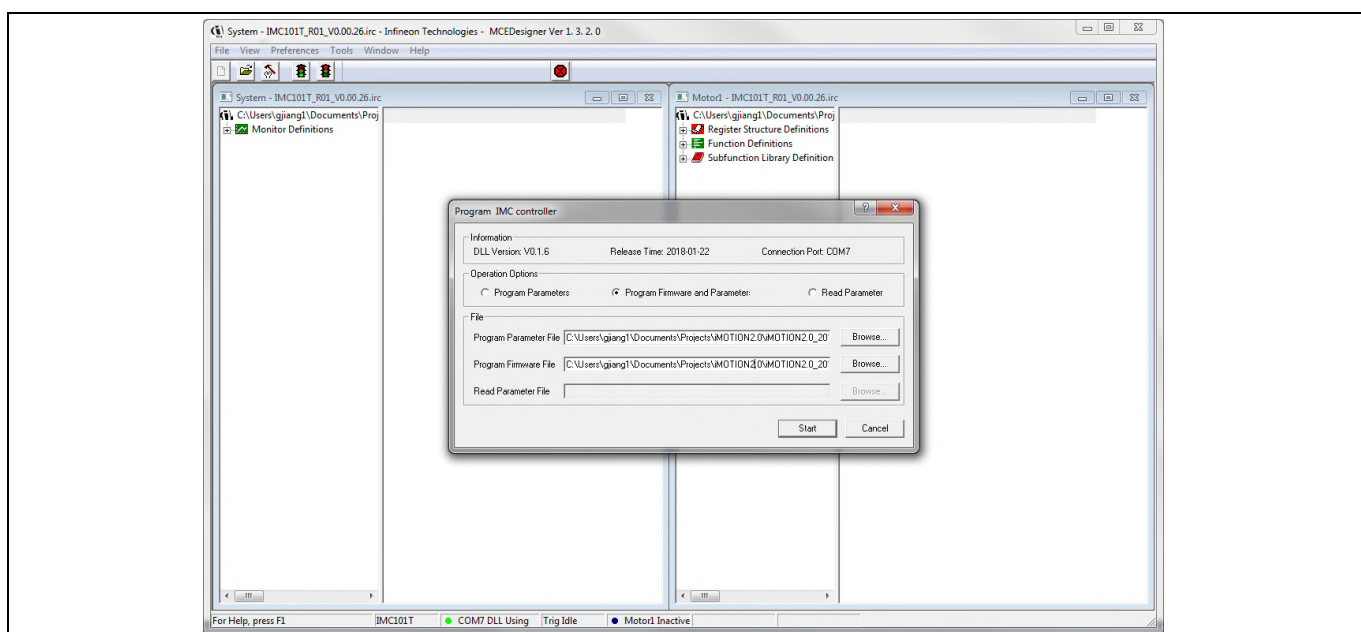 System - IMC101T_R01_V0.00.26.irc - Infineon Technologies - MCEDesigner Ver 1. 3. 2. 0
File View Preferences Tools Window Help
System - IMC101T_R01_V0.00.26.irc
C:\Users\gjiang1\Documents\Proj
Monitor Definitions
Motor1 - IMC101T_R01_V0.00.26.irc
C:\Users\gjiang1\Documents\Proj
Register Structure Definitions
Function Definitions
Subfunction Library Definition
Program IMC controller
Information
DLL Version: V0.1.6 Release Time: 2018-01-22 Connection Port: COM7
Operation Options
Program Parameters Program Firmware and Parameter Read Parameter
File
Program Parameter File C:\Users\gjiang1\Documents\Projects\iMOTION2.0\iMOTION2.0_20 Browse...
Program Firmware File C:\Users\gjiang1\Documents\Projects\iMOTION2.0\iMOTION2.0_20 Browse...
Read Parameter File Browse...
Start Cancel
For Help, press F1 IMC101T COM7 DLL Using Trig Idle Motor1 Inactive